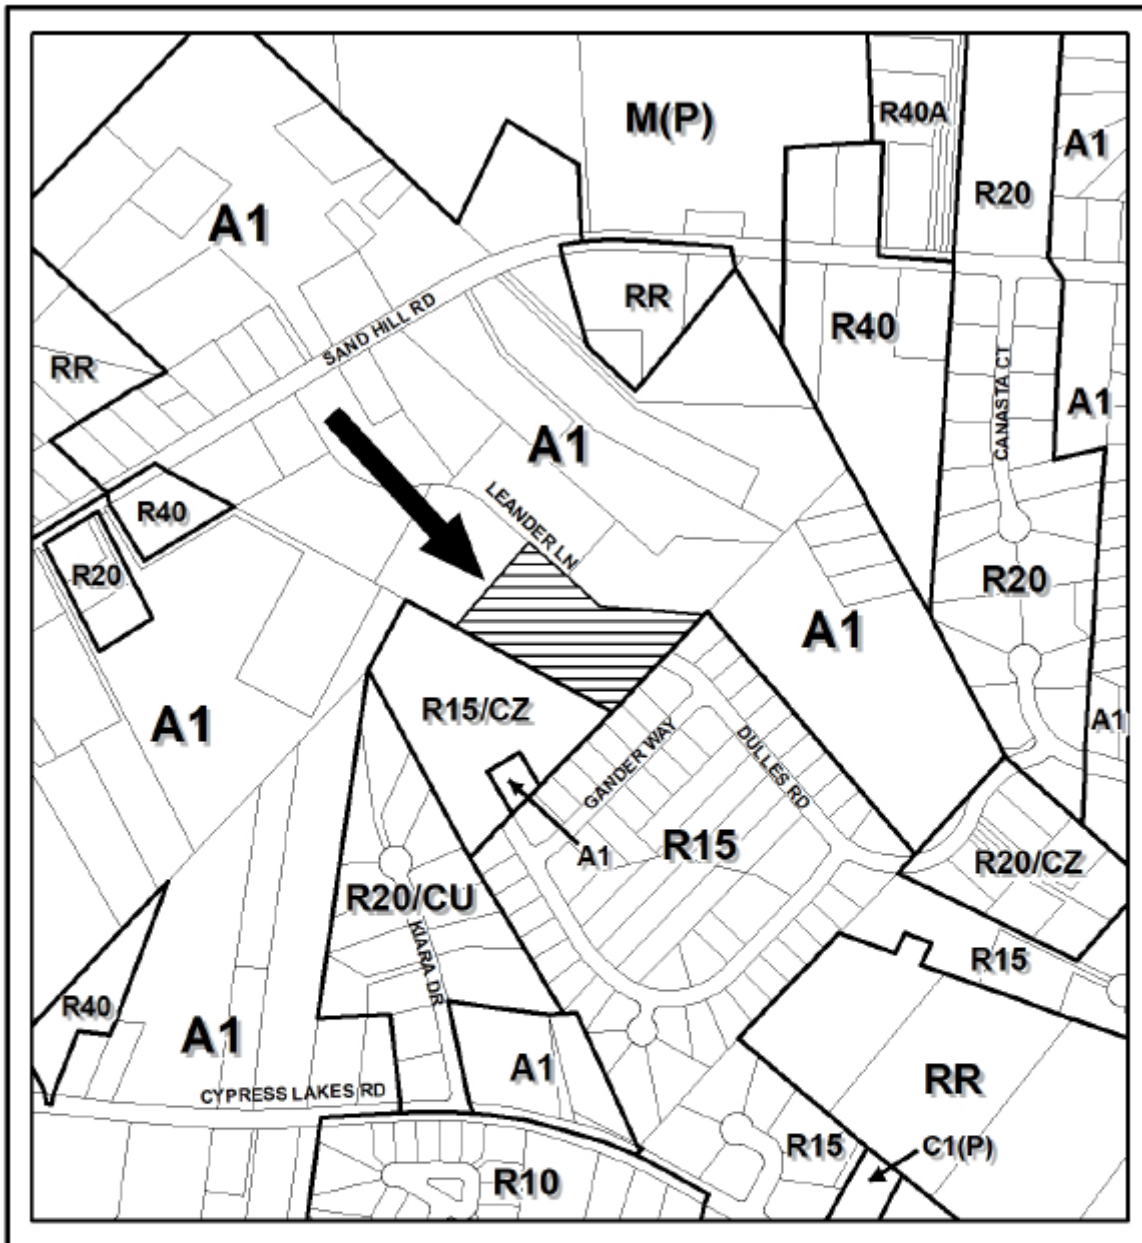 M(P)
R40A
A1
R20
A1
RR
SAND HILL RD
R40
RR
CANASTA CT
A1
A1
R40
LEANDER LN
R20
R20
A1
R15/CZ
A1
A1
GANDER WAY
DULLES RD
R15
A1
R20/CZ
R20/CU
KIARA DR
R15
R40
A1
A1
RR
CYPRESS LAKES RD
R15
C1(P)
R10